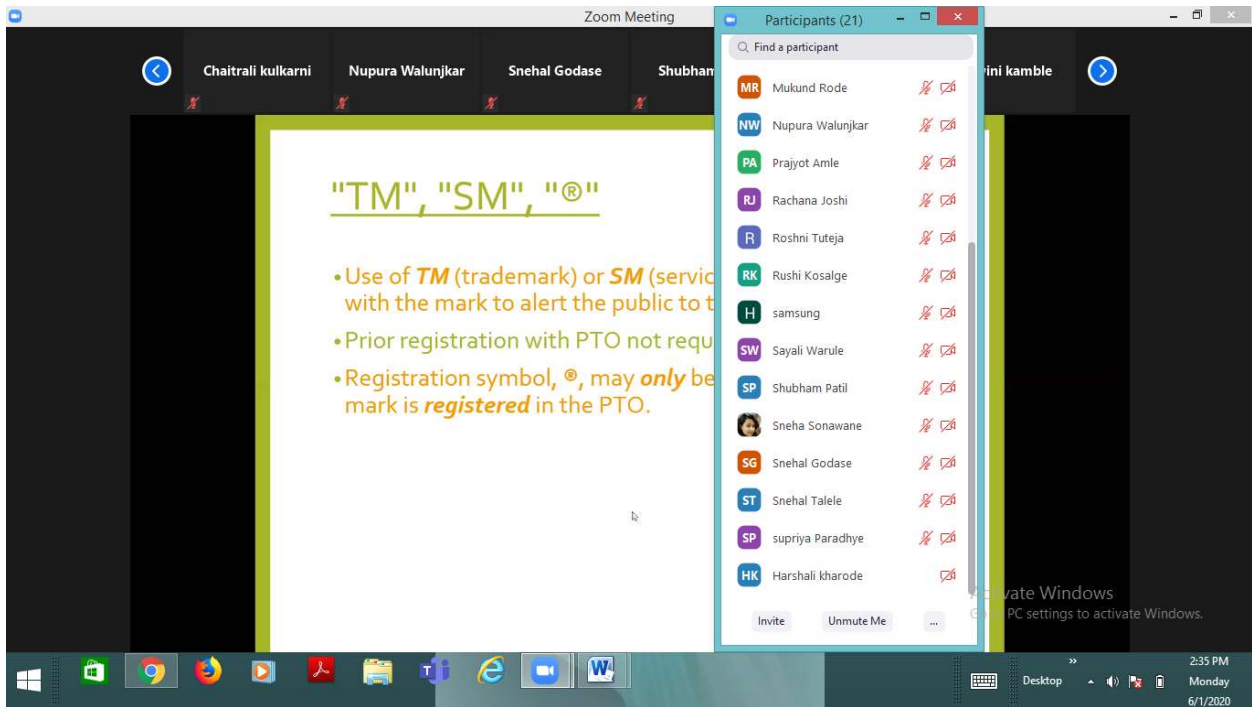 Zoom Meeting
Participants (21)
Find a participant
Chaitrali kulkarni
Nupura Walunjkar
Snehal Godase
Shubham
ini kamble
"TM", "SM", "®"
•Use of TM (trademark) or SM
with the mark to alert the public to
•Prior registration with PTO not
•Registration symbol, ®, may only be
mark is registered in the PTO.
MR Mukund Rode
NW Nupura Walunjkar
PA Prajyot Amle
RJ Rachana Joshi
R Roshni Tuteja
RK Rushi Kosalge
H samsung
SW Sayali Warule
SP Shubham Patil
Sneha Sonawane
SG Snehal Godase
ST Snehal Talele
SP supriya Paradhye
HK Harshali kharode
Invite Unmute Me ...
Windows
PC settings to activate Windows.
Desktop
2:35 PM
Monday
6/1/2020